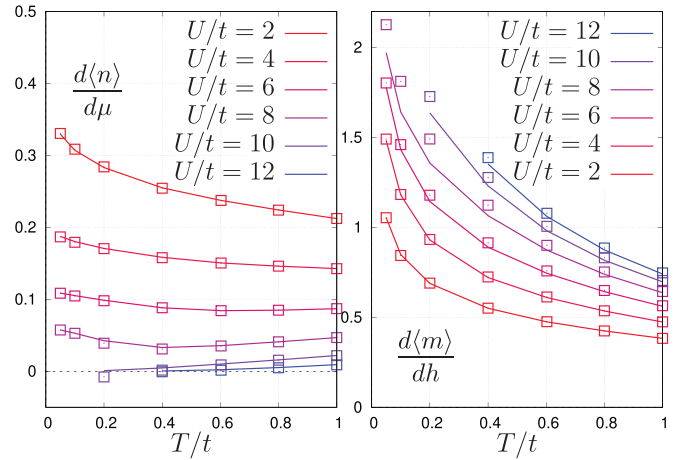 0.5
0.4
0.3
0.2
0.1
0
d⟨n⟩
dμ
U/t = 2
U/t = 4
U/t = 6
U/t = 8
U/t = 10
U/t = 12
0 0.2 0.4 0.6 0.8 1
T/t
2
1.5
1
0.5
0
U/t = 12
U/t = 10
U/t = 8
U/t = 6
U/t = 4
U/t = 2
d⟨m⟩
dh
0 0.2 0.4 0.6 0.8 1
T/t